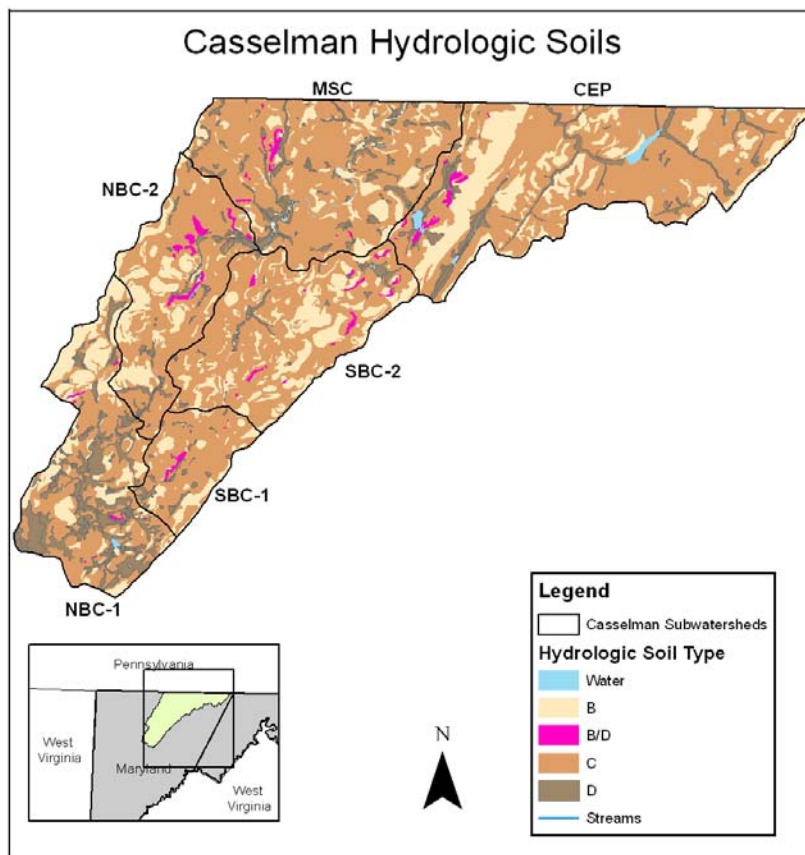 Casselman Hydrologic Soils
MSC
CEP
NBC-2
SBC-2
SBC-1
NBC-1
Pennsylvania
West
Virginia
Maryland
West
Virginia
N
Legend
Casselman Subwatersheds
Hydrologic Soil Type
Water
B
B/D
C
D
Streams